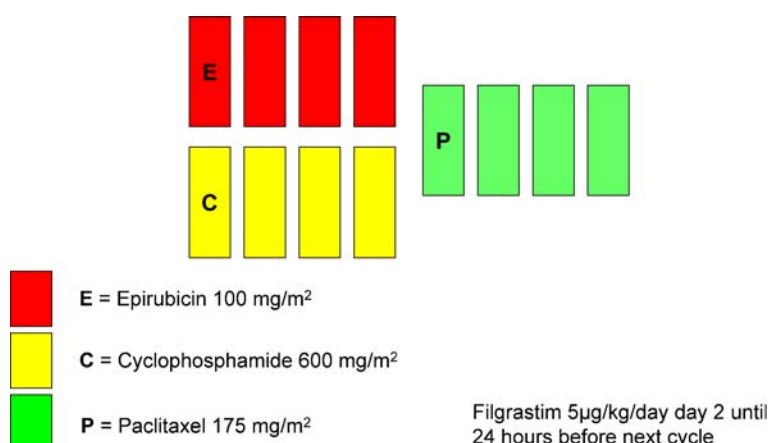 E
P
C
E = Epirubicin 100 mg/m²
C = Cyclophosphamide 600 mg/m²
P = Paclitaxel 175 mg/m²
Filgrastim 5µg/kg/day day 2 until
24 hours before next cycle